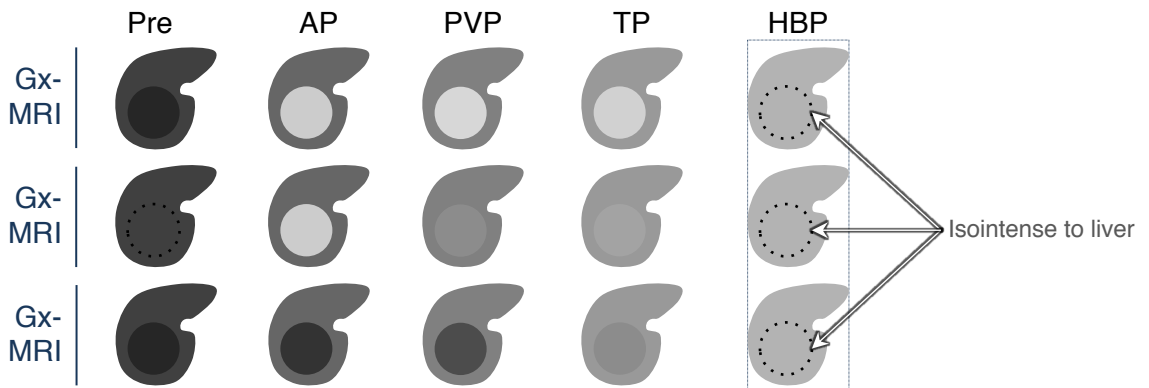 Pre AP PVP TP HBP
Gx-
MRI
Gx-
MRI
Isointense to liver
Gx-
MRI